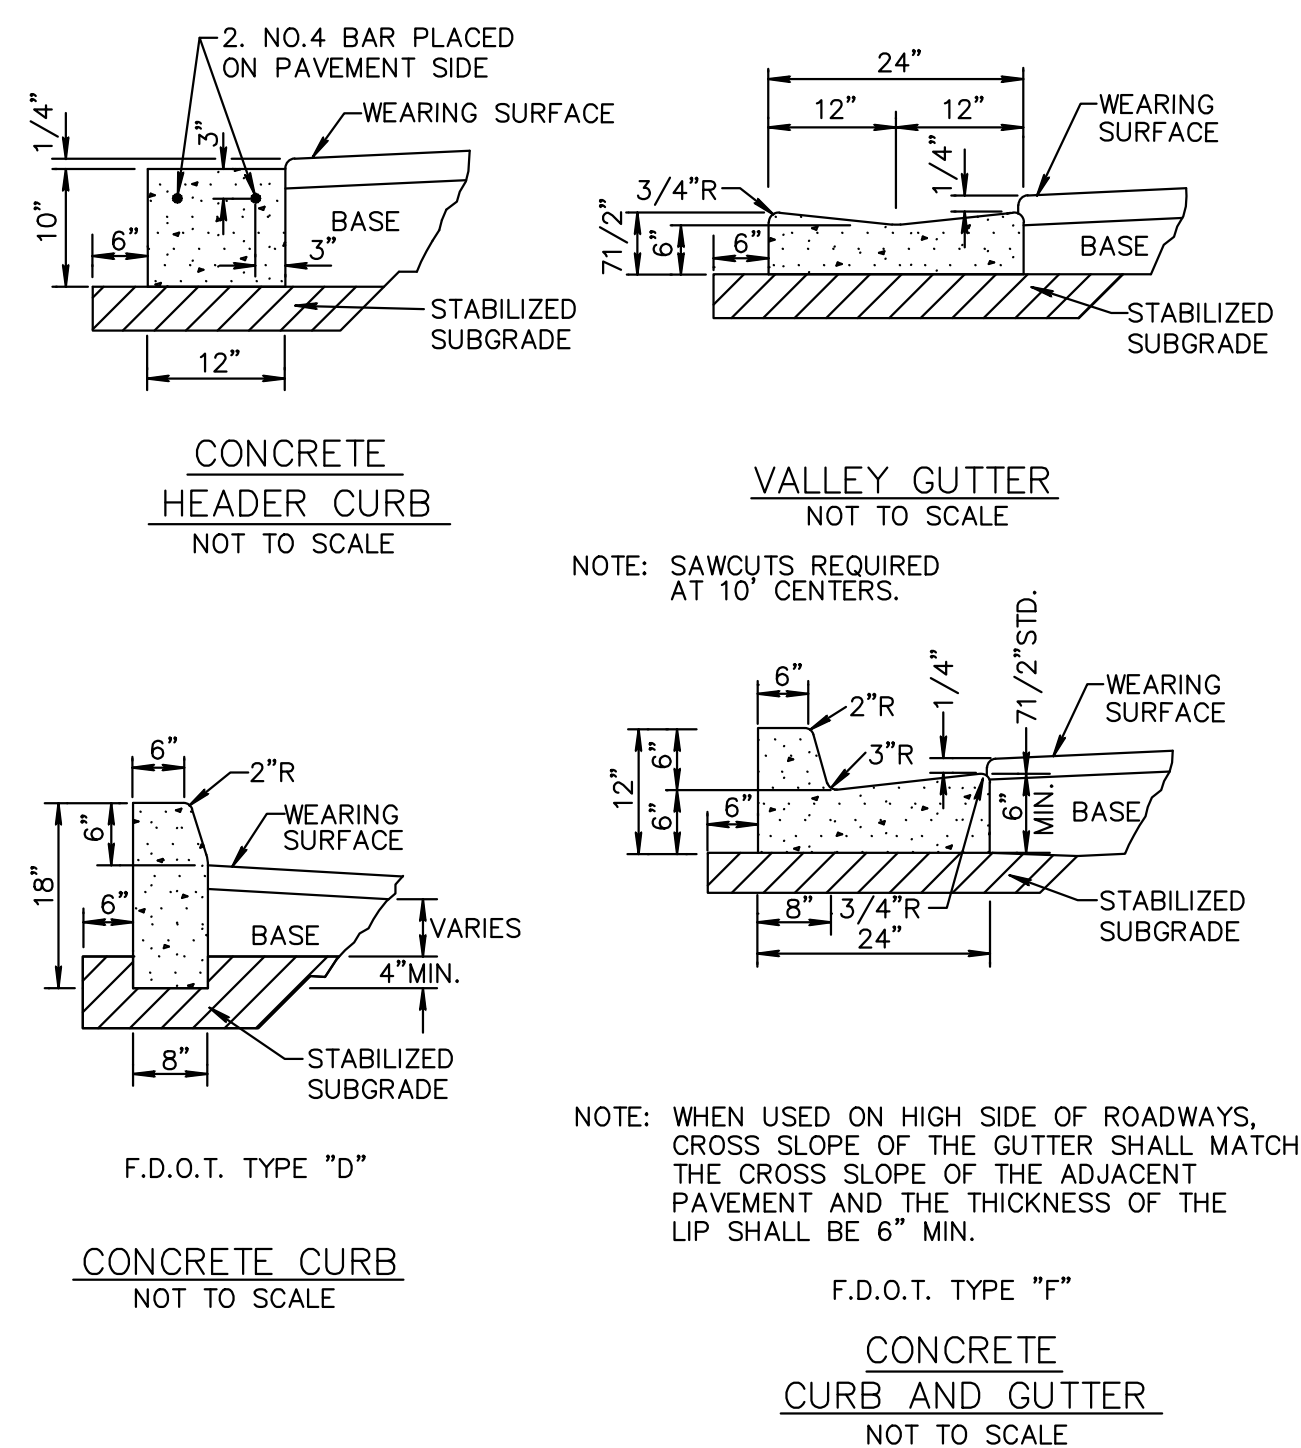 2. NO.4 BAR PLACED
ON PAVEMENT SIDE
WEARING SURFACE
1/4"
3"
10"
BASE
6"
3"
STABILIZED
SUBGRADE
12"
CONCRETE
HEADER CURB
NOT TO SCALE
24"
12"
12"
WEARING
SURFACE
1/4"
3/4"R
71/2"
6"
6"
BASE
STABILIZED
SUBGRADE
VALLEY GUTTER
NOT TO SCALE
NOTE: SAWCUTS REQUIRED
AT 10' CENTERS.
6"
2"R
WEARING
SURFACE
6"
18"
6"
BASE
VARIES
4"MIN.
8"
STABILIZED
SUBGRADE
F.D.O.T. TYPE "D"
CONCRETE CURB
NOT TO SCALE
71/2"STD.
1/4"
6"
2"R
WEARING
SURFACE
3"R
12"
6"
6"
6"
6"
MIN.
BASE
8"
3/4"R
24"
STABILIZED
SUBGRADE
NOTE: WHEN USED ON HIGH SIDE OF ROADWAYS,
CROSS SLOPE OF THE GUTTER SHALL MATCH
THE CROSS SLOPE OF THE ADJACENT
PAVEMENT AND THE THICKNESS OF THE
LIP SHALL BE 6" MIN.
F.D.O.T. TYPE "F"
CONCRETE
CURB AND GUTTER
NOT TO SCALE